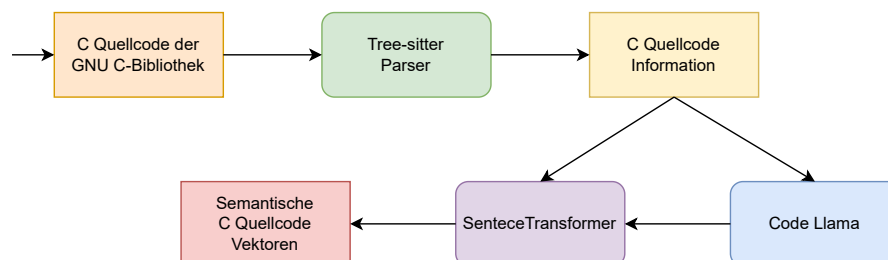 C Quellcode der
GNU C-Bibliothek
Tree-sitter
Parser
C Quellcode
Information
Semantische
C Quellcode
Vektoren
SenteceTransformer
Code Llama